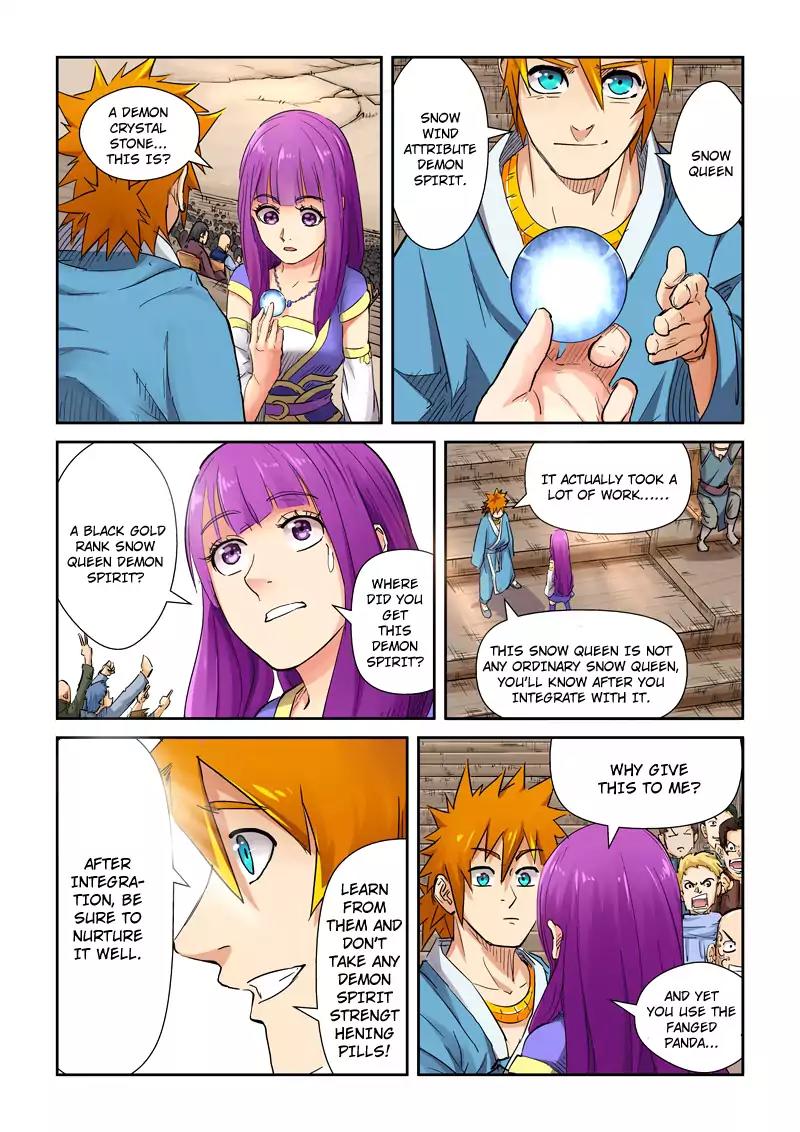 A DEMON
CRYSTAL
STONE...
THIS IS?
SNOW
WIND
ATTRIBUTE
DEMON
SPIRIT.
SNOW
QUEEN
A BLACK GOLD
RANK SNOW
QUEEN DEMON
SPIRIT?
WHERE
DID YOU
GET
THIS
DEMON
SPIRIT?
IT ACTUALLY TOOK A
LOT OF WORK......
THIS SNOW QUEEN IS NOT
ANY ORDINARY SNOW QUEEN,
YOU'LL KNOW AFTER YOU
INTEGRATE WITH IT.
AFTER
INTEGRA-
TION, BE
SURE TO
NURTURE
IT WELL.
LEARN
FROM
THEM AND
DON'T
TAKE ANY
DEMON
SPIRIT
STRENGT
HENING
PILLS!
WHY GIVE
THIS TO ME?
AND YET
YOU USE THE
FANGED
PANDA...